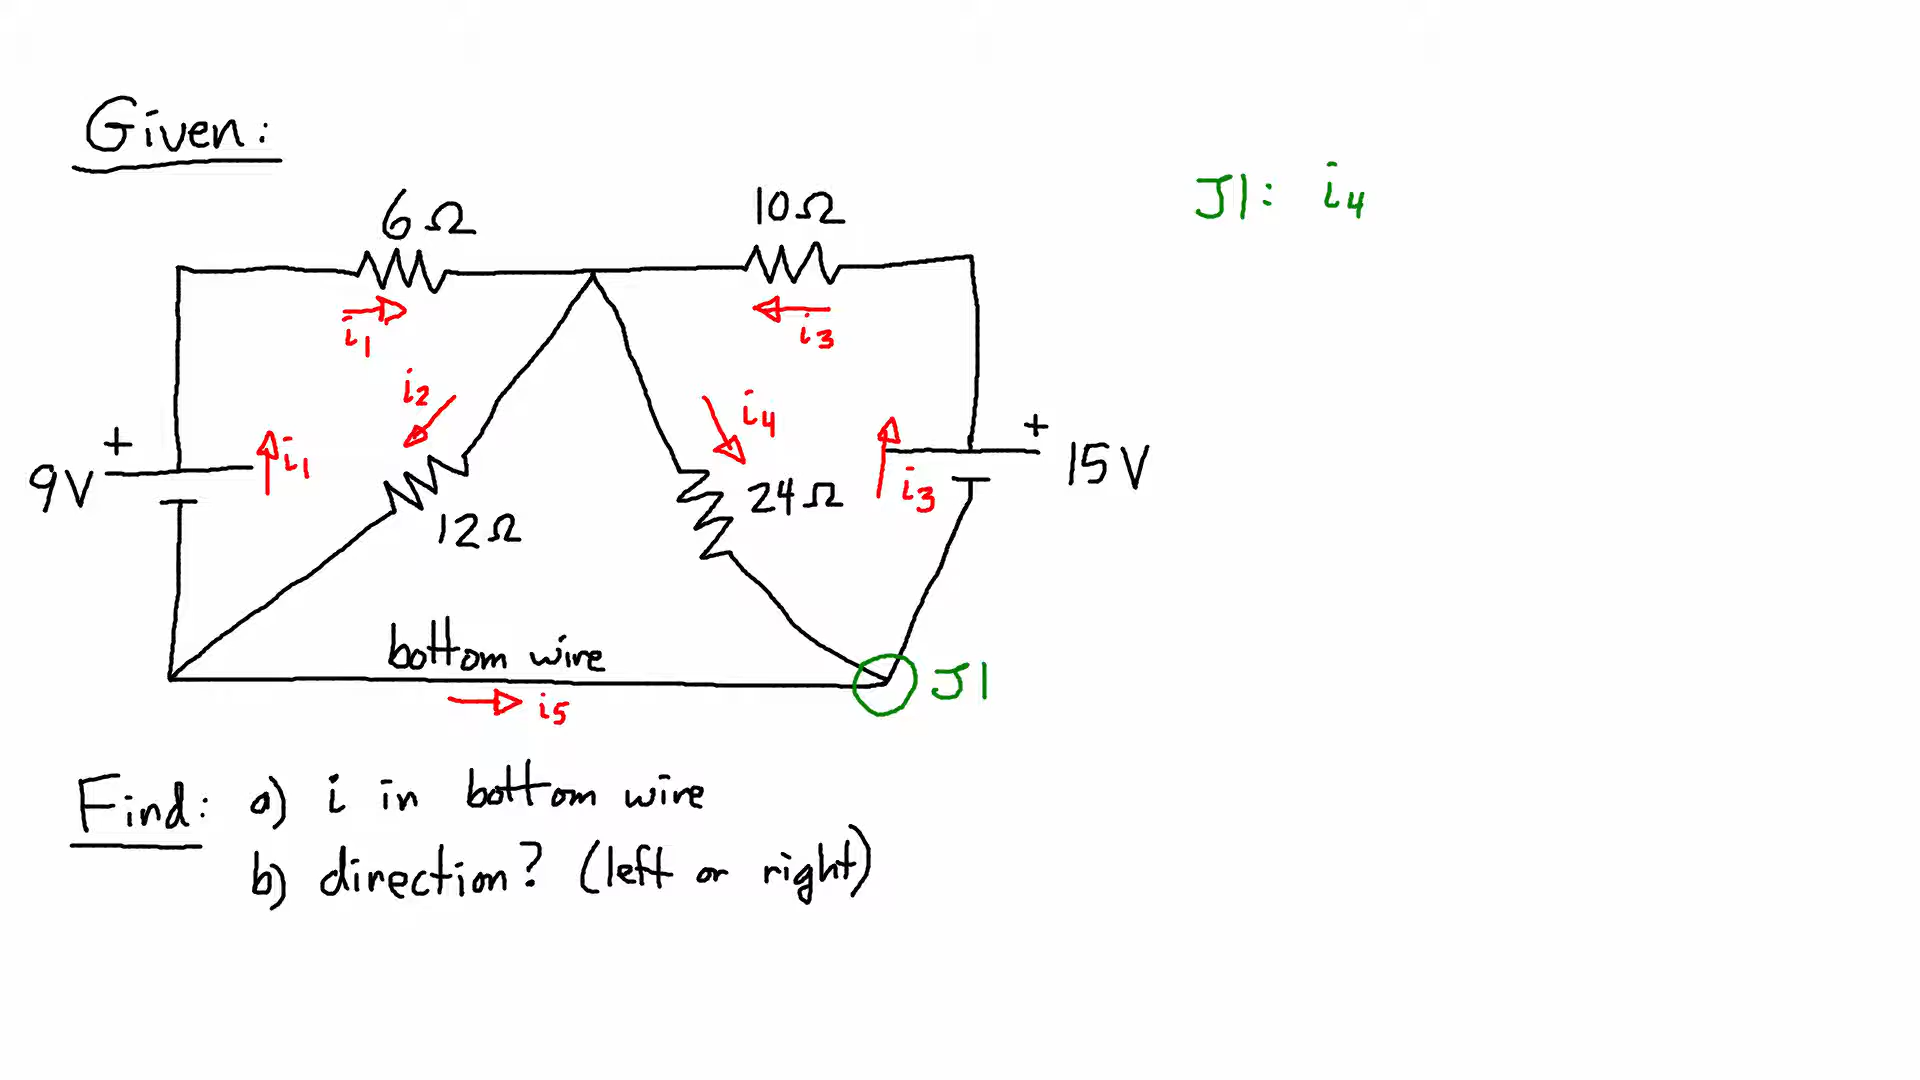 Given:
6Ω
10Ω
J1: i4
i1
i3
i2
i4
+
9V
i1
12Ω
24Ω
i3
+
15V
bottom wire
i5
J1
Find: a) i in bottom wire
b) direction? (left or right)